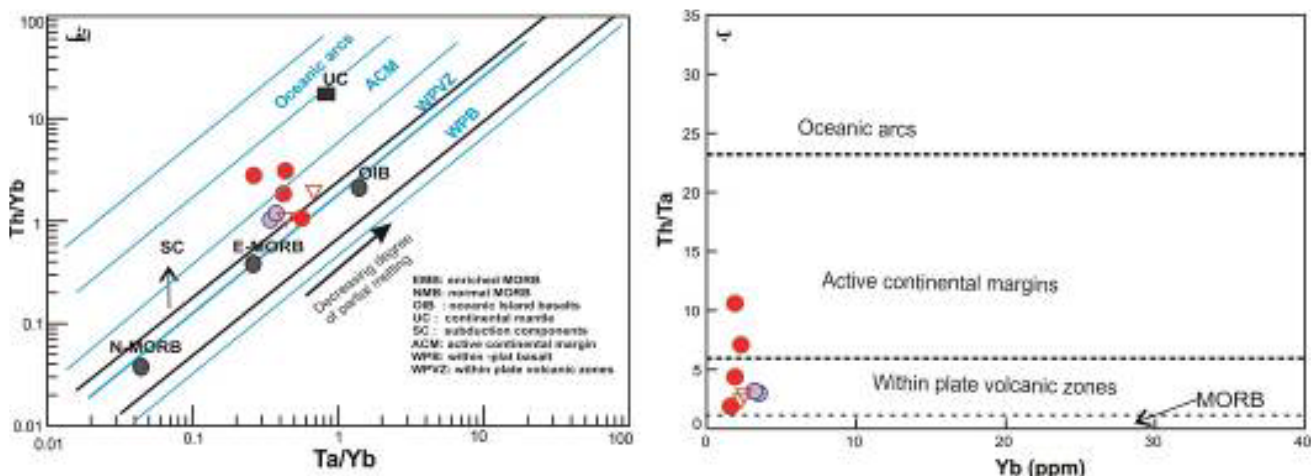 100
10
1
0.1
0.01
Th/Yb
Oceanic arcs
UC
ACM
WPVZ
WPB
OIB
SC
E-MORB
N-MORB
Decreasing degree
of partial melting
EMB: enriched MORB
NMB: normal MORB
OIB : oceanic Island basalts
UC : continental mantle
SC : subduction components
ACM: active continental margin
WPB: within -plat basalt
WPVZ: within plate volcanic zones
0.01
0.1
1
10
100
Ta/Yb
35
30
25
20
15
10
5
0
Th/Ta
Oceanic arcs
Active continental margins
Within plate volcanic zones
MORB
0
10
20
30
40
Yb (ppm)